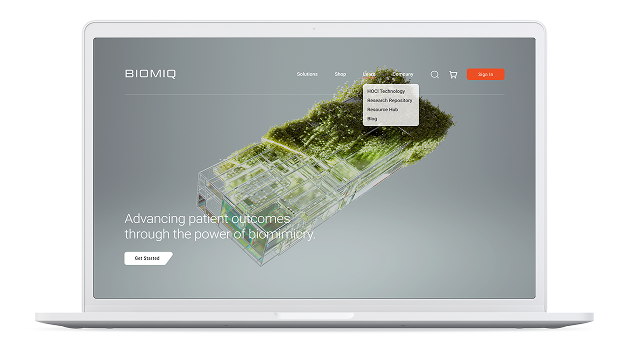 BIOMIQ
Solutions Shop Learn Company Sign In
HOCl Technology
Research Repository
Resource Hub
Blog
Advancing patient outcomes
through the power of biomimicry.
Get Started